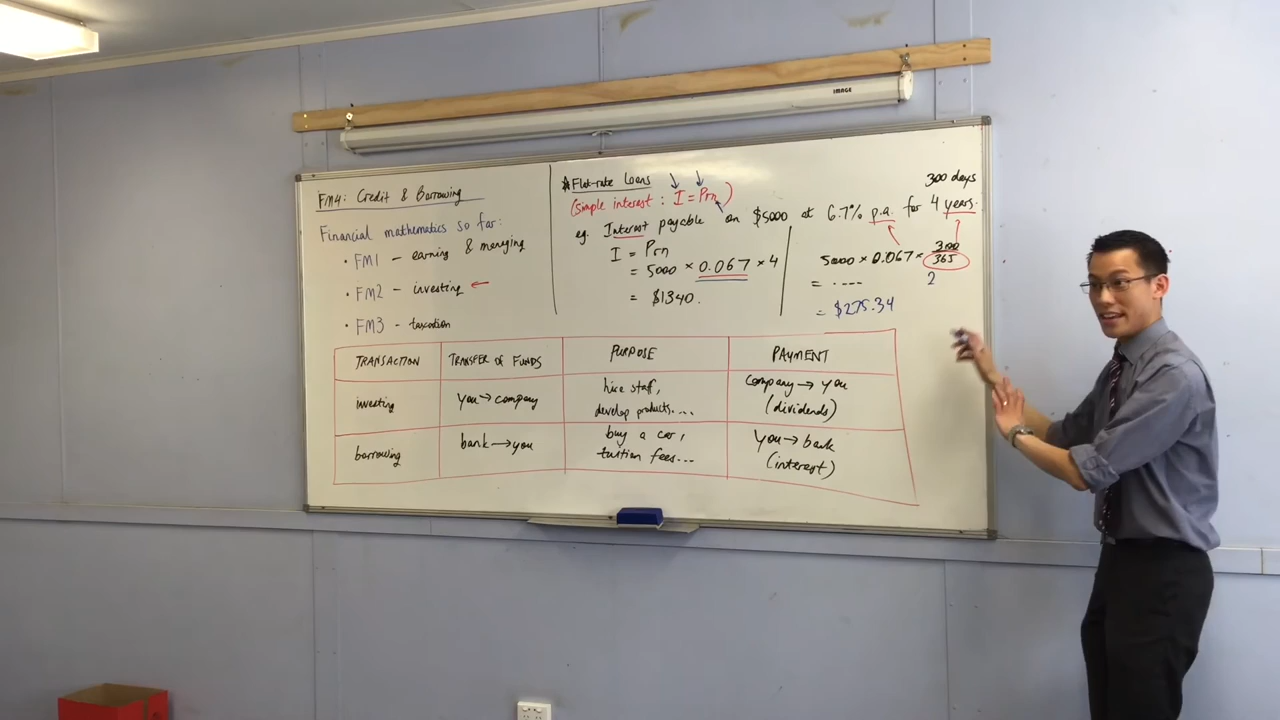 IMAGE
FM4: Credit & Borrowing
Financial mathematics so far:
• FM1 - earning & managing
• FM2 - investing ←
• FM3 - taxation
* Flat-rate loans
(simple interest : I = Prn)
eg. Interest payable on $5000 at 6.7% p.a. for 4 years.
I = Prn
= 5000 × 0.067 × 4
= $1340.
300 days
5000 × 0.067 × 300/365
2
= .....
= $275.34
TRANSACTION TRANSFER OF FUNDS PURPOSE PAYMENT
investing you → company hire staff, develop products.... company → you (dividends)
borrowing bank → you buy a car, tuition fees... you → bank (interest)